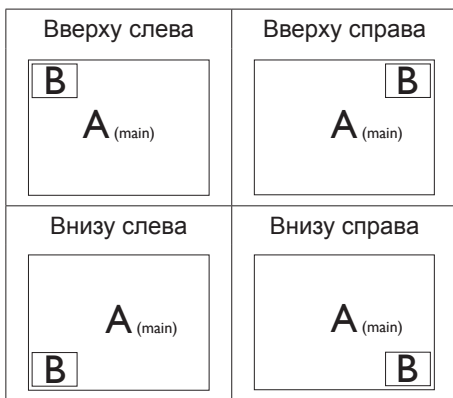 Вверху слева
Вверху справа
B
A (main)
B
A (main)
Внизу слева
Внизу справа
A (main)
B
A (main)
B